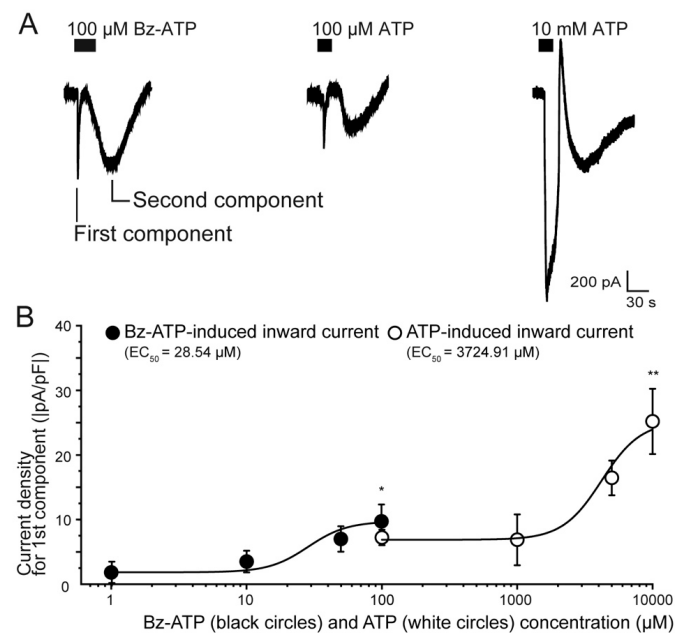 A
100 μM Bz-ATP
100 μM ATP
10 mM ATP
Second component
First component
200 pA
30 s
B
Bz-ATP-induced inward current
(EC50 = 28.54 μM)
ATP-induced inward current
(EC50 = 3724.91 μM)
Current density
for 1st component (|pA/pF|)
40
30
20
10
0
*
**
1
10
100
1000
10000
Bz-ATP (black circles) and ATP (white circles) concentration (μM)